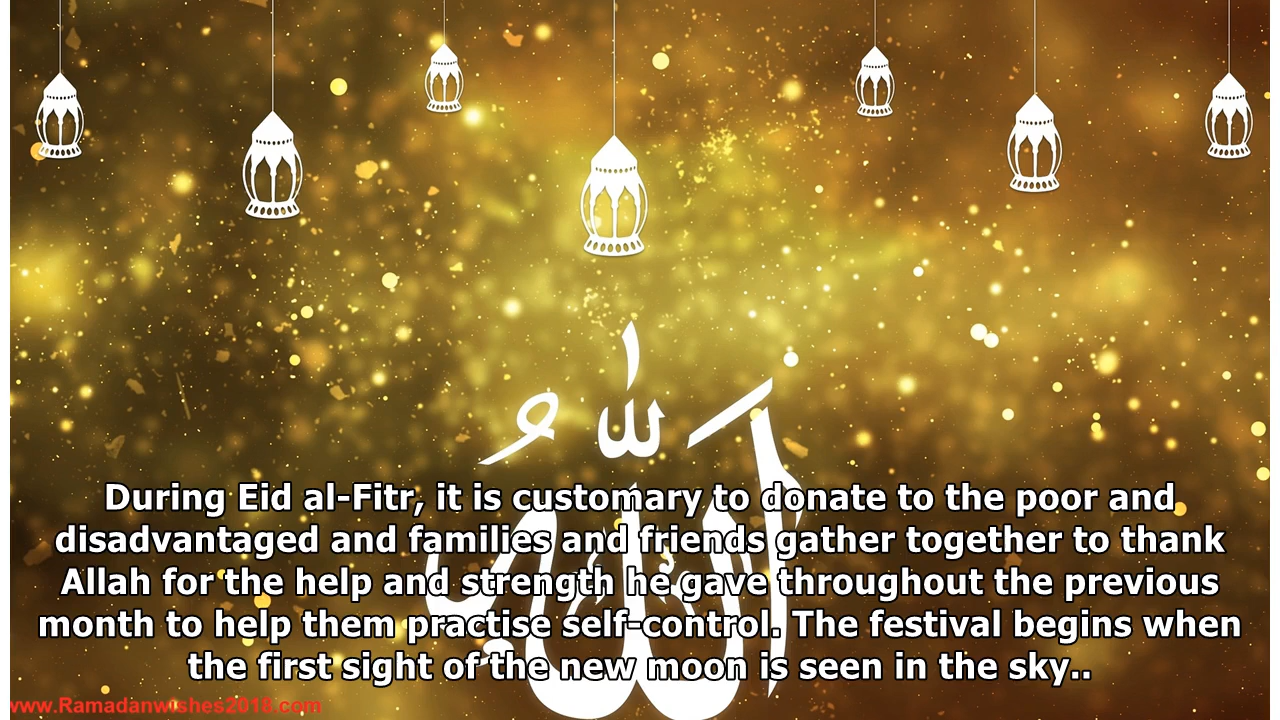 During Eid al-Fitr, it is customary to donate to the poor and
disadvantaged and families and friends gather together to thank
Allah for the help and strength he gave throughout the previous
month to help them practise self-control. The festival begins when
the first sight of the new moon is seen in the sky..
www.Ramadanwishes2018.com